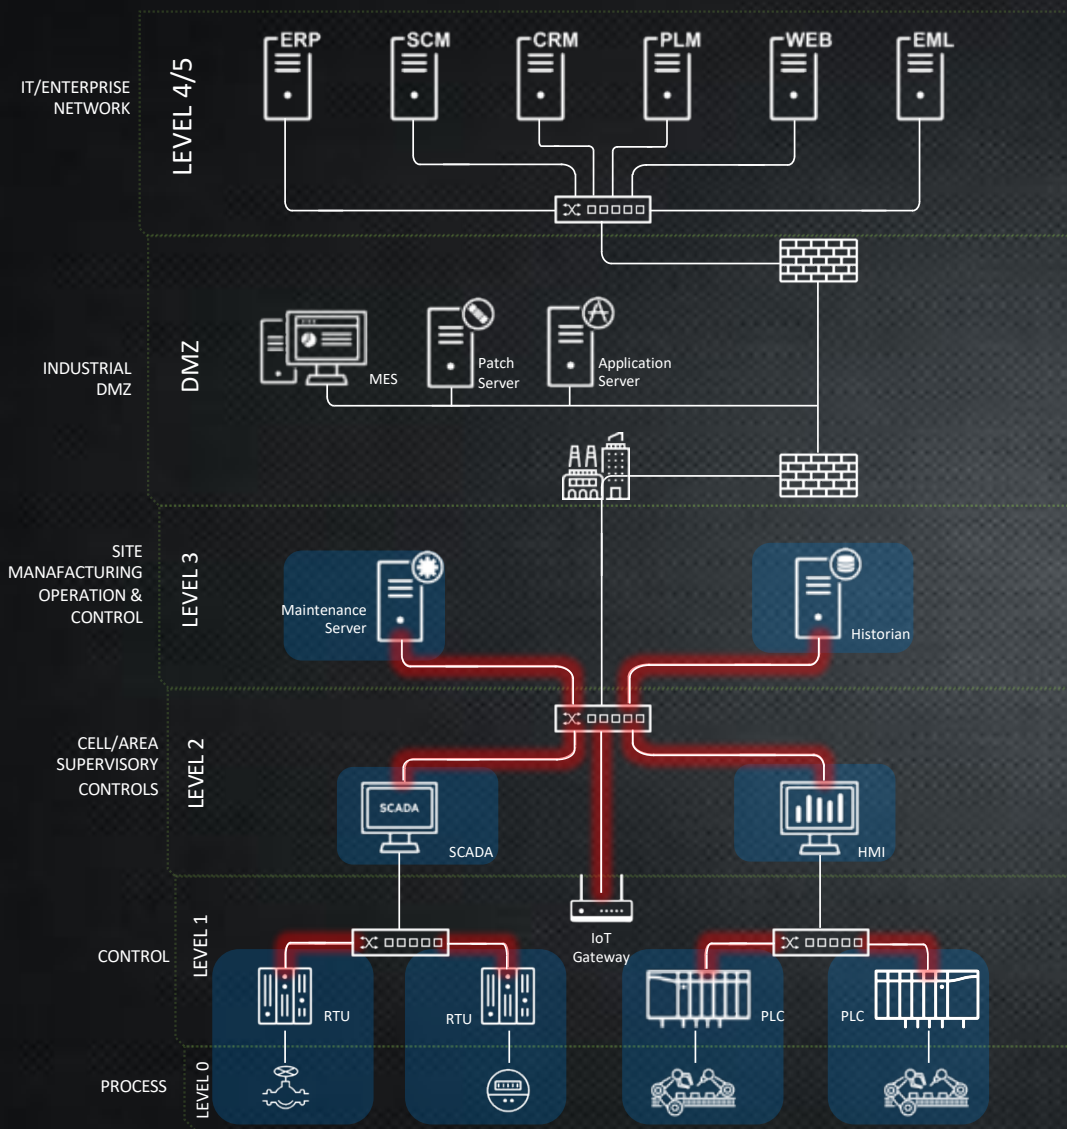 ERP
SCM
CRM
PLM
WEB
EML
IT/ENTERPRISE
NETWORK
LEVEL 4/5
INDUSTRIAL
DMZ
DMZ
MES
Patch
Server
Application
Server
SITE
MANAFACTURING
OPERATION &
CONTROL
LEVEL 3
Maintenance
Server
Historian
CELL/AREA
SUPERVISORY
CONTROLS
LEVEL 2
SCADA
SCADA
HMI
CONTROL
LEVEL 1
IoT
Gateway
RTU
RTU
PLC
PLC
PROCESS
LEVEL 0